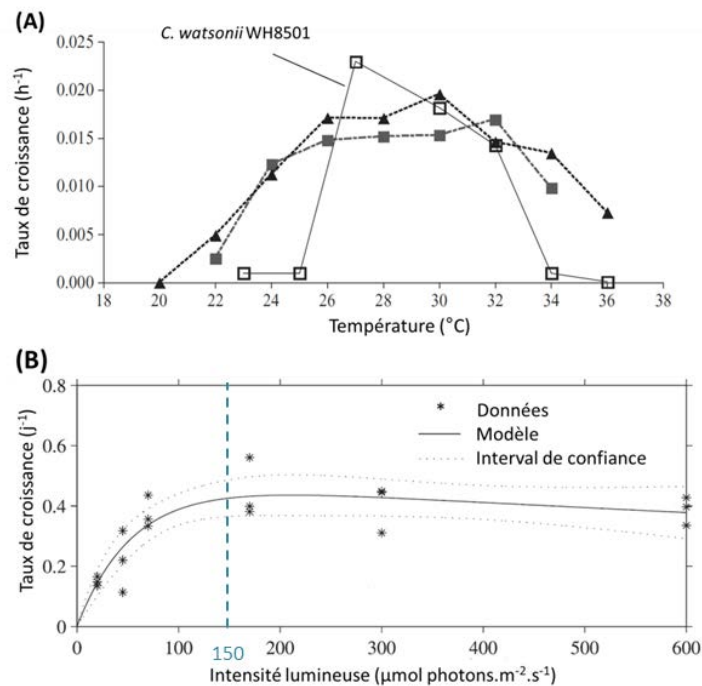 (A)
C. watsonii WH8501
Taux de croissance (h-1)
0.025
0.020
0.015
0.010
0.005
0.000
18 20 22 24 26 28 30 32 34 36 38
Température (°C)
(B)
Taux de croissance (j-1)
0.8
0.6
0.4
0.2
0
Données
Modèle
Interval de confiance
0 100 150 200 300 400 500 600
Intensité lumineuse (µmol photons.m-2.s-1)